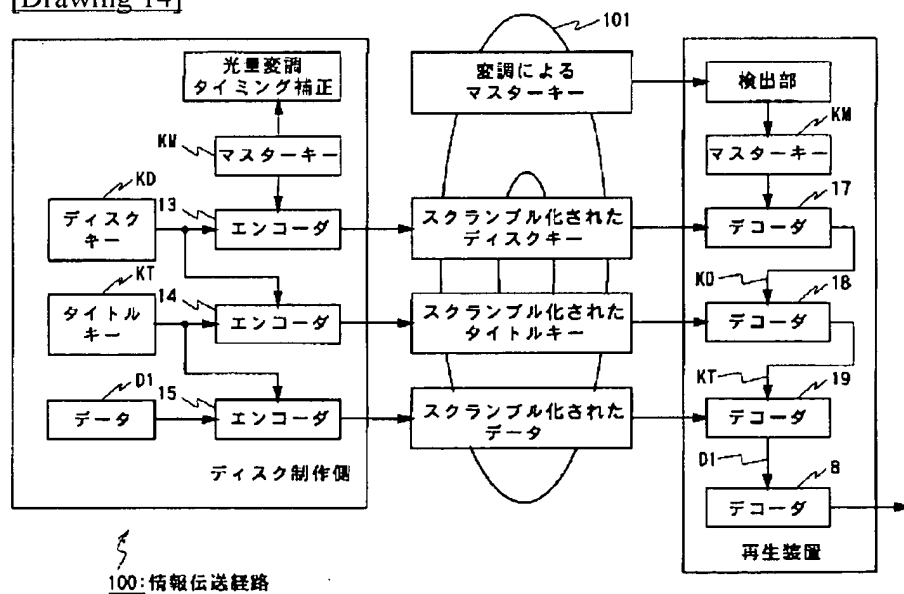 [Drawing 14]
101
光量変調
タイミング補正
KM
マスターキー
KD
ディスク
キー
13
エンコーダ
KT
タイトル
キー
14
エンコーダ
D1
データ
15
エンコーダ
ディスク制作側
変調による
マスターキー
スクランブル化された
ディスクキー
スクランブル化された
タイトルキー
スクランブル化された
データ
検出部
KM
マスターキー
17
デコーダ
KD
18
デコーダ
KT
19
デコーダ
D1
8
デコーダ
再生装置
100:情報伝送経路